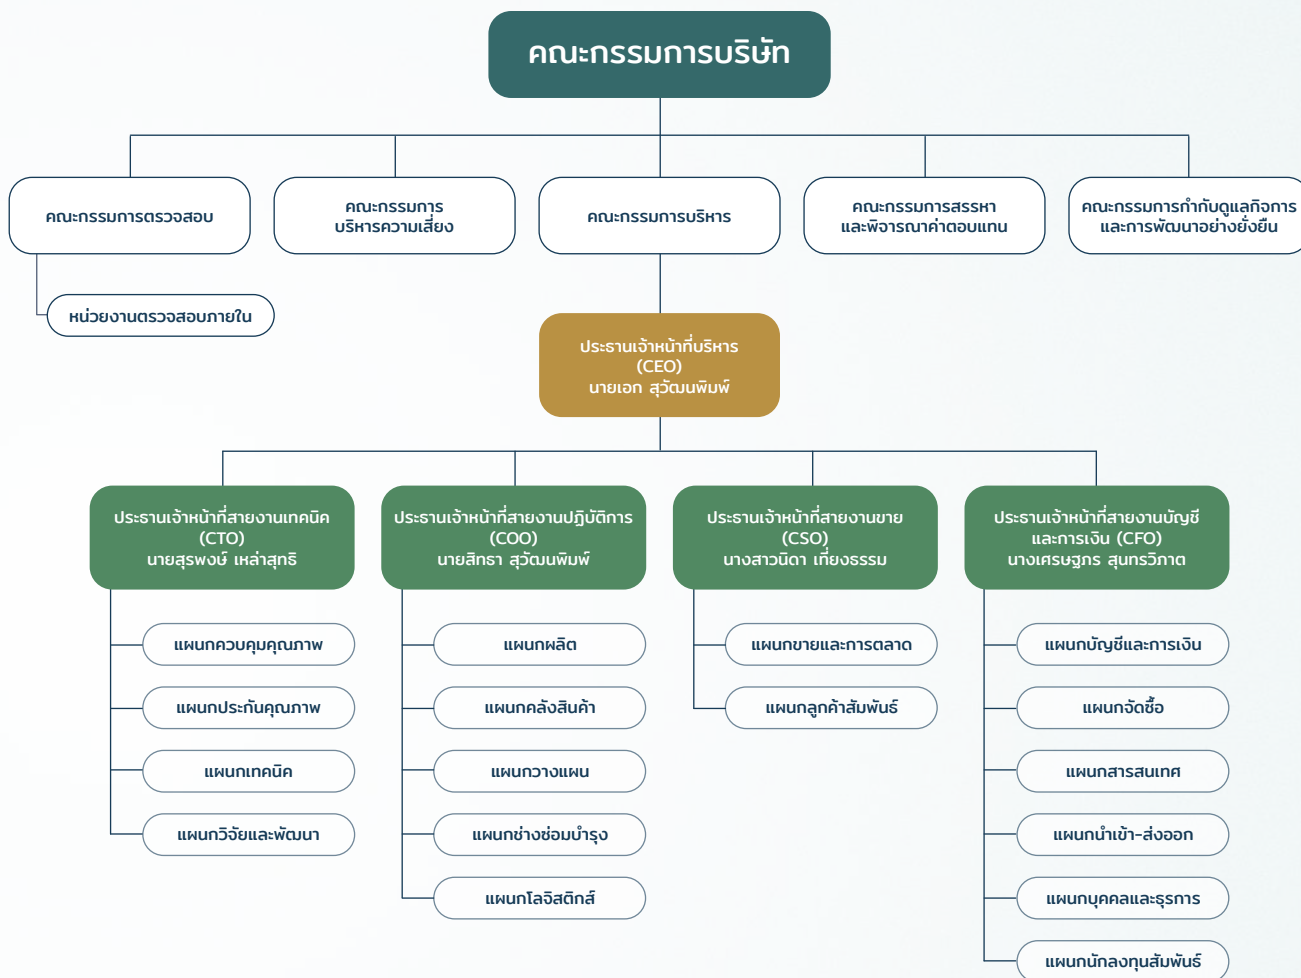 คณะกรรมการบริษัท
คณะกรรมการตรวจสอบ
คณะกรรมการ
บริหารความเสี่ยง
คณะกรรมการบริหาร
คณะกรรมการสรรหา
และพิจารณาค่าตอบแทน
คณะกรรมการกำกับดูแลกิจการ
และการพัฒนาอย่างยั่งยืน
หน่วยงานตรวจสอบภายใน
ประธานเจ้าหน้าที่บริหาร
(CEO)
นายเอก สุวัฒนพิมพ์
ประธานเจ้าหน้าที่สายงานเทคนิค
(CTO)
นายสุรพงษ์ เหล่าสุทธิ
แผนกควบคุมคุณภาพ
แผนกประกันคุณภาพ
แผนกเทคนิค
แผนกวิจัยและพัฒนา
ประธานเจ้าหน้าที่สายงานปฏิบัติการ
(COO)
นายสิทธา สุวัฒนพิมพ์
แผนกผลิต
แผนกคลังสินค้า
แผนกวางแผน
แผนกช่างซ่อมบำรุง
แผนกโลจิสติกส์
ประธานเจ้าหน้าที่สายงานขาย
(CSO)
นางสาวนิดา เที่ยงธรรม
แผนกขายและการตลาด
แผนกลูกค้าสัมพันธ์
ประธานเจ้าหน้าที่สายงานบัญชี
และการเงิน (CFO)
นางเศรษฐภร สุนทรวิภาต
แผนกบัญชีและการเงิน
แผนกจัดซื้อ
แผนกสารสนเทศ
แผนกนำเข้า-ส่งออก
แผนกบุคคลและธุรการ
แผนกนักลงทุนสัมพันธ์